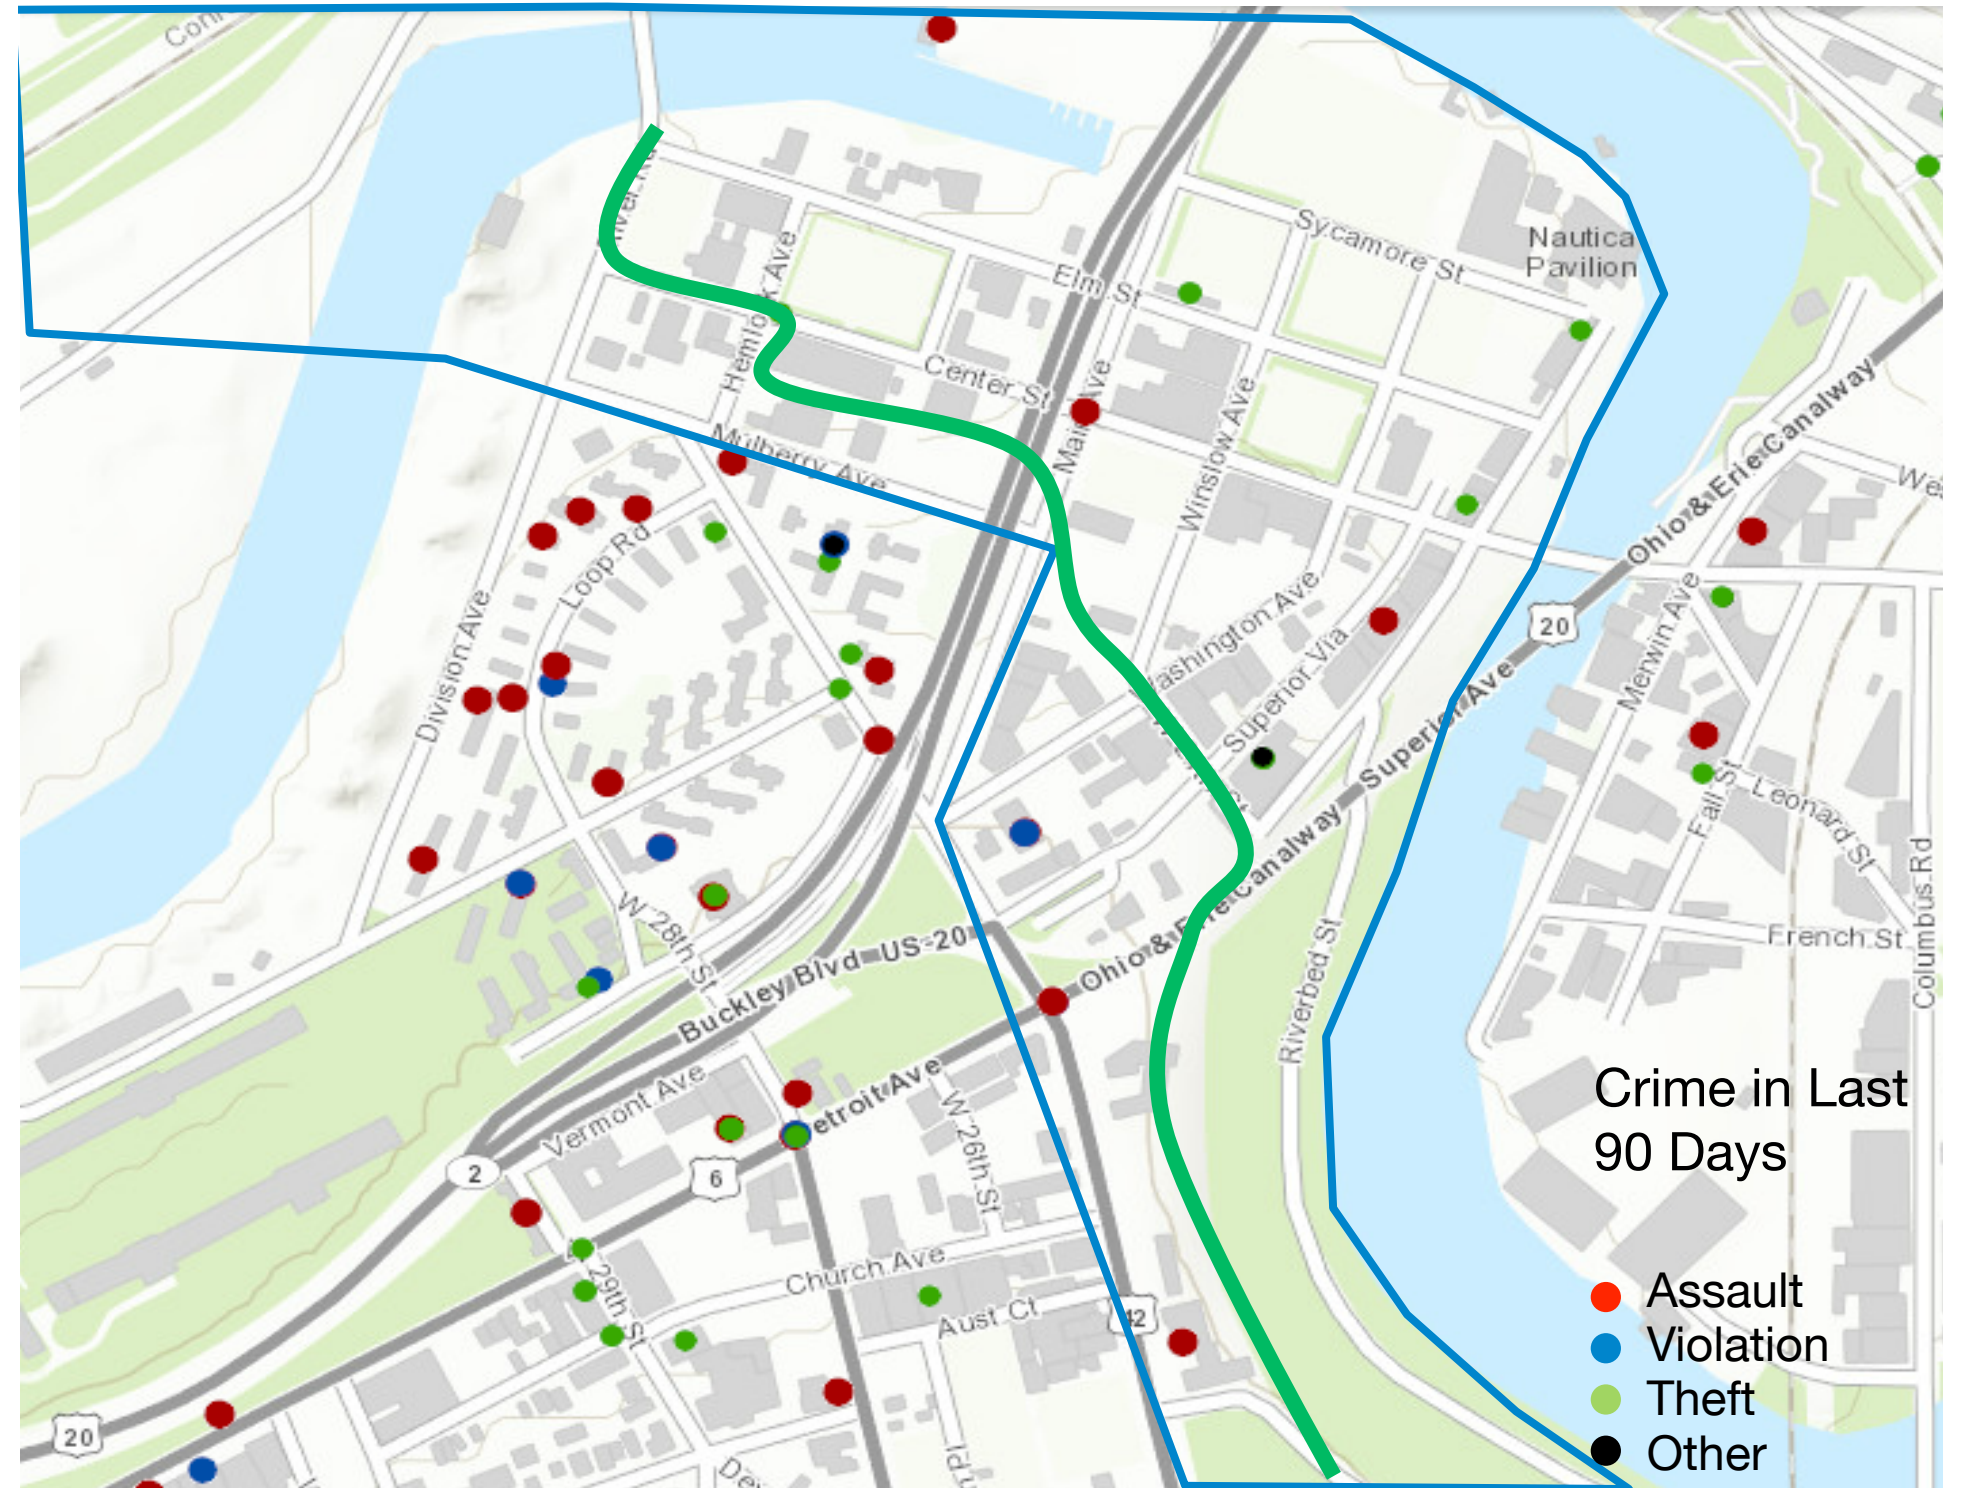 Sycamore St
Nautica
Pavilion
Hemlock Ave
Elm St
Center St
Main Ave
Winslow Ave
Mulberry Ave
Ohio & Erie Canalway
Loop Rd
Division Ave
20
Merwin Ave
Washington Ave
Superior Via
Superior Ave
Fall St
Leonard St
Columbus Rd
W 28th St
Buckley Blvd
US-20
Ohio & Erie Canalway
French St
Riverbed St
Vermont Ave
Detroit Ave
W 26th St
2
6
Crime in Last
90 Days
29th St
Church Ave
Aust Ct
42
20
Assault
Violation
Theft
Other